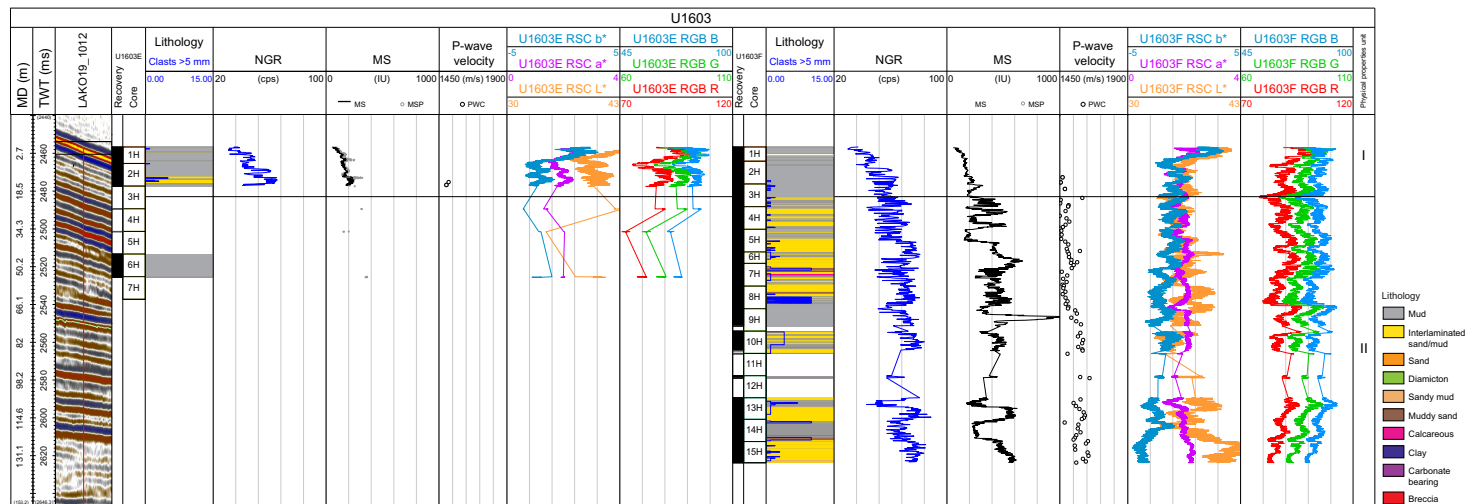 U1603
MD (m)
TWT (ms)
LAKO19_1012
U1603E
Recovery
Core
Lithology
Clasts >5 mm
0.00 15.00
NGR
20 (cps) 100
MS
0 (IU) 1000
MS MSP
P-wave
velocity
1450 (m/s) 1900
PWC
U1603E RSC b*
-5 5
U1603E RSC a*
0 4
U1603E RSC L*
30 43
U1603E RGB B
45 100
U1603E RGB G
60 110
U1603E RGB R
70 120
U1603F
Recovery
Core
Lithology
Clasts >5 mm
0.00 15.00
NGR
20 (cps) 100
MS
0 (IU) 1000
MS MSP
P-wave
velocity
1450 (m/s) 1900
PWC
U1603F RSC b*
-5 5
U1603F RSC a*
0 4
U1603F RSC L*
30 43
U1603F RGB B
45 100
U1603F RGB G
60 110
U1603F RGB R
70 120
Physical properties unit
2.7
18.5
34.3
50.2
66.1
82
98.2
114.6
131.1
(2440)
2460
2480
2500
2520
2540
2560
2580
2600
2620
1H
2H
3H
4H
5H
6H
7H
1H
2H
3H
4H
5H
6H
7H
8H
9H
10H
11H
12H
13H
14H
15H
I
II
Lithology
Mud
Interlaminated
sand/mud
Sand
Diamicton
Sandy mud
Muddy sand
Calcareous
Clay
Carbonate
bearing
Breccia